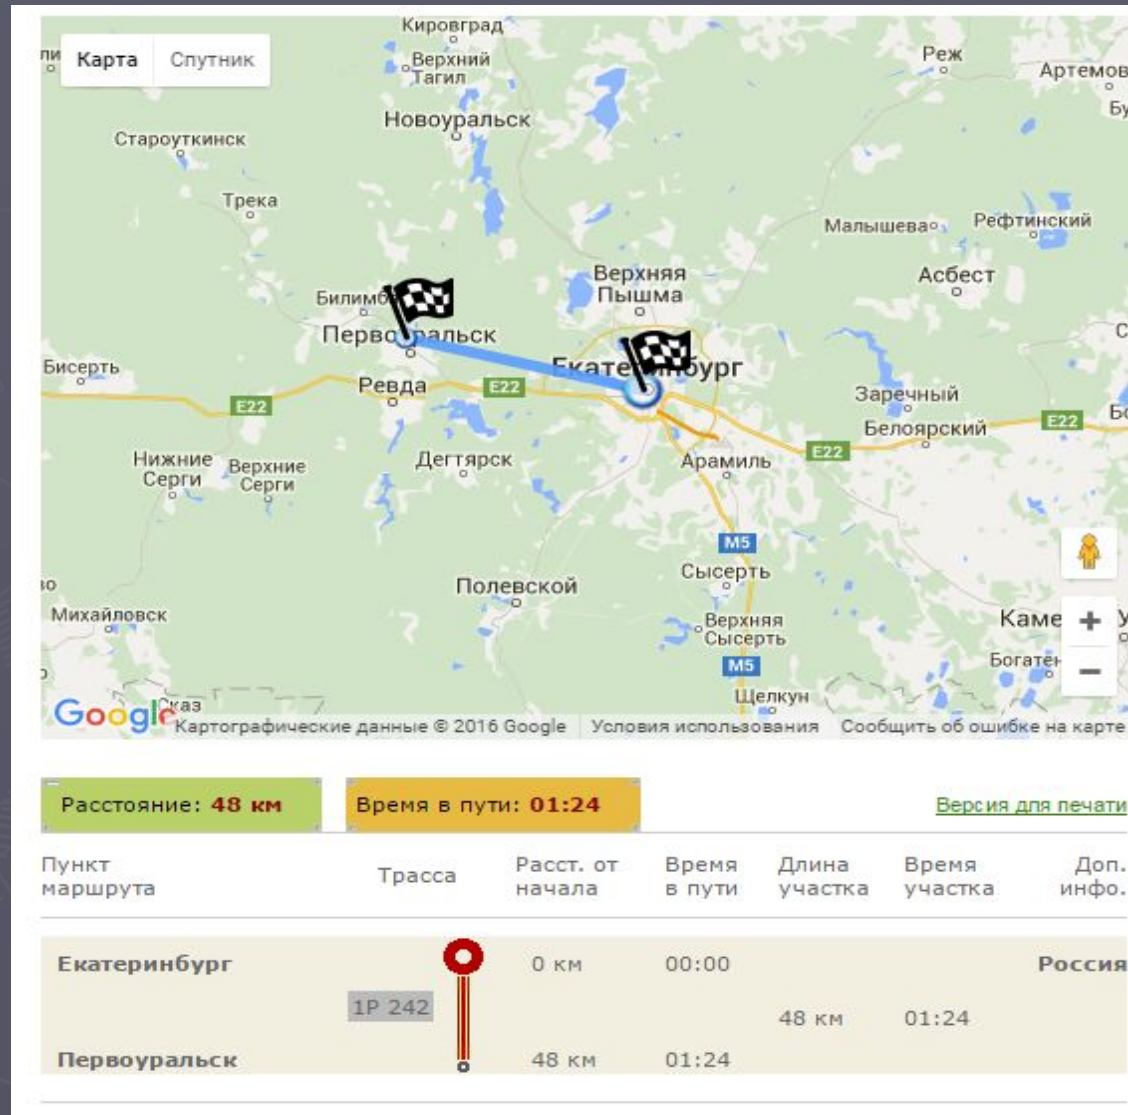 Кировград
Карта Спутник
Верхний
Тагил
Реж
Артемов
Новоуральск
Староуткинск
Трека
Малышева
Рефтинский
Верхняя
Пышма
Асбест
Билимб
Первоуральск
Екатеринбург
Бисерть
Ревда
E22
E22
Заречный
E22
Белоярский
Нижние
Серги
Верхние
Серги
Дегтярск
Арамиль
E22
M5
Сысерть
Полевской
Михайловск
Верхняя
Сысерть
Каме
M5
Богатён
Щелкун
Google
Картографические данные © 2016 Google Условия использования Сообщить об ошибке на карте
Расстояние: 48 км Время в пути: 01:24 Версия для печати
Пункт
маршрута
Трасса
Расст. от
начала
Время
в пути
Длина
участка
Время
участка
Доп.
инфо.
Екатеринбург 0 км 00:00 Россия
1Р 242
48 км 01:24
Первоуральск 48 км 01:24